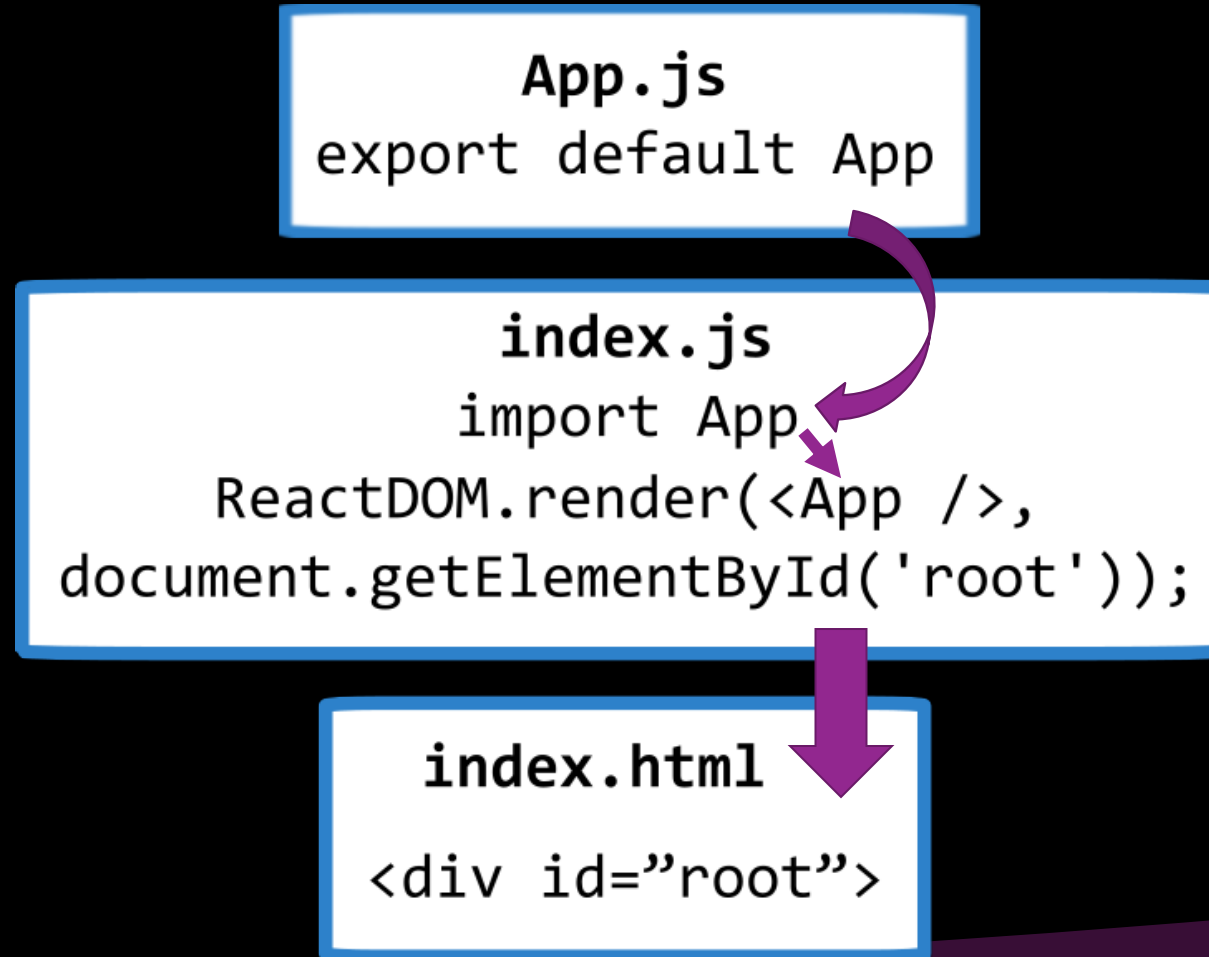 App.js
export default App
index.js
import App
ReactDOM.render(<App />,
document.getElementById('root'));
index.html
<div id=”root”>